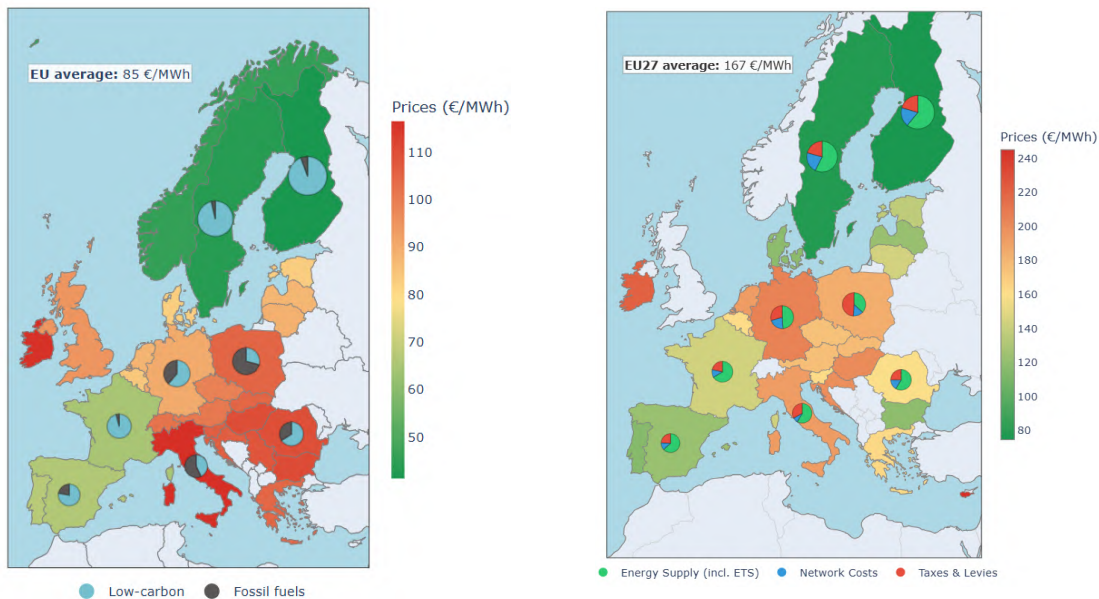 EU average: 85 €/MWh
Prices (€/MWh)
110
100
90
80
70
60
50
Low-carbon
Fossil fuels
EU27 average: 167 €/MWh
Prices (€/MWh)
240
220
200
180
160
140
120
100
80
Energy Supply (incl. ETS)
Network Costs
Taxes & Levies